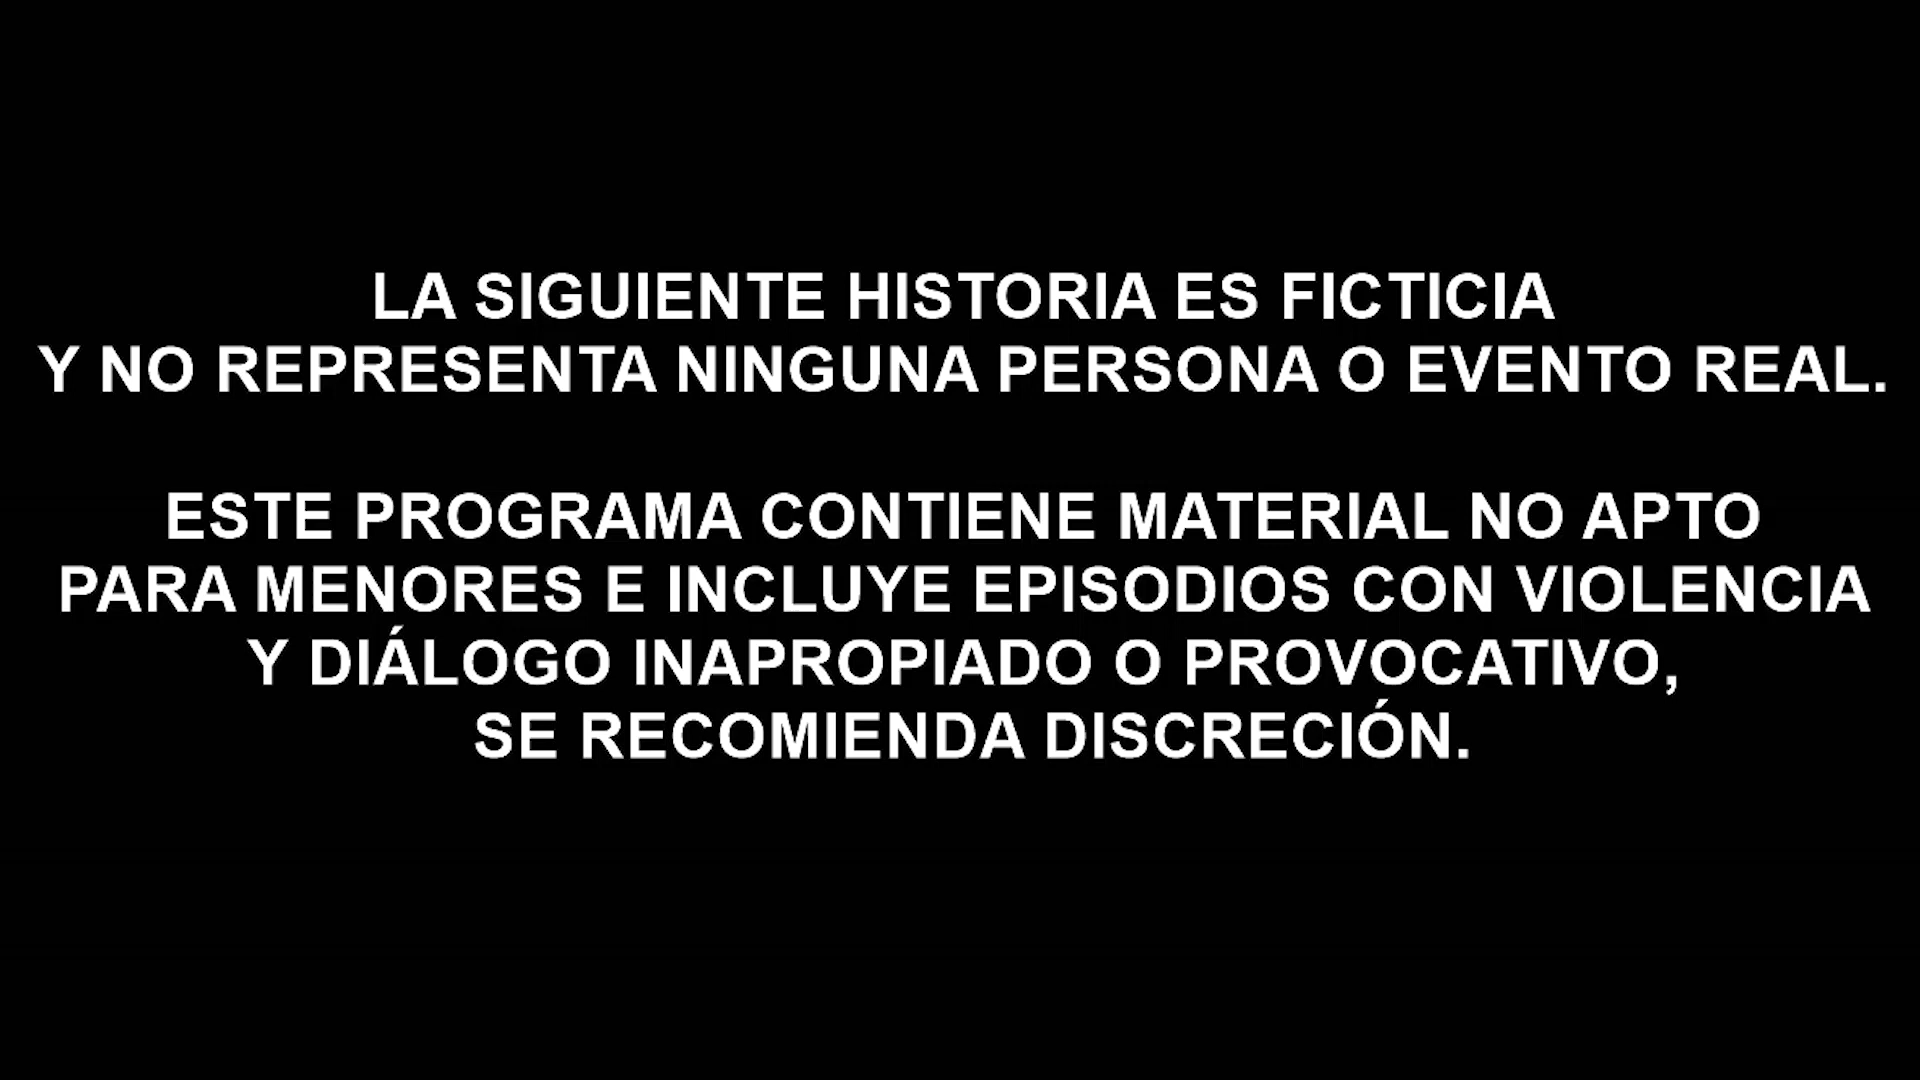 LA SIGUIENTE HISTORIA ES FICTICIA
Y NO REPRESENTA NINGUNA PERSONA O EVENTO REAL.
ESTE PROGRAMA CONTIENE MATERIAL NO APTO
PARA MENORES E INCLUYE EPISODIOS CON VIOLENCIA
Y DIÁLOGO INAPROPIADO O PROVOCATIVO,
SE RECOMIENDA DISCRECIÓN.